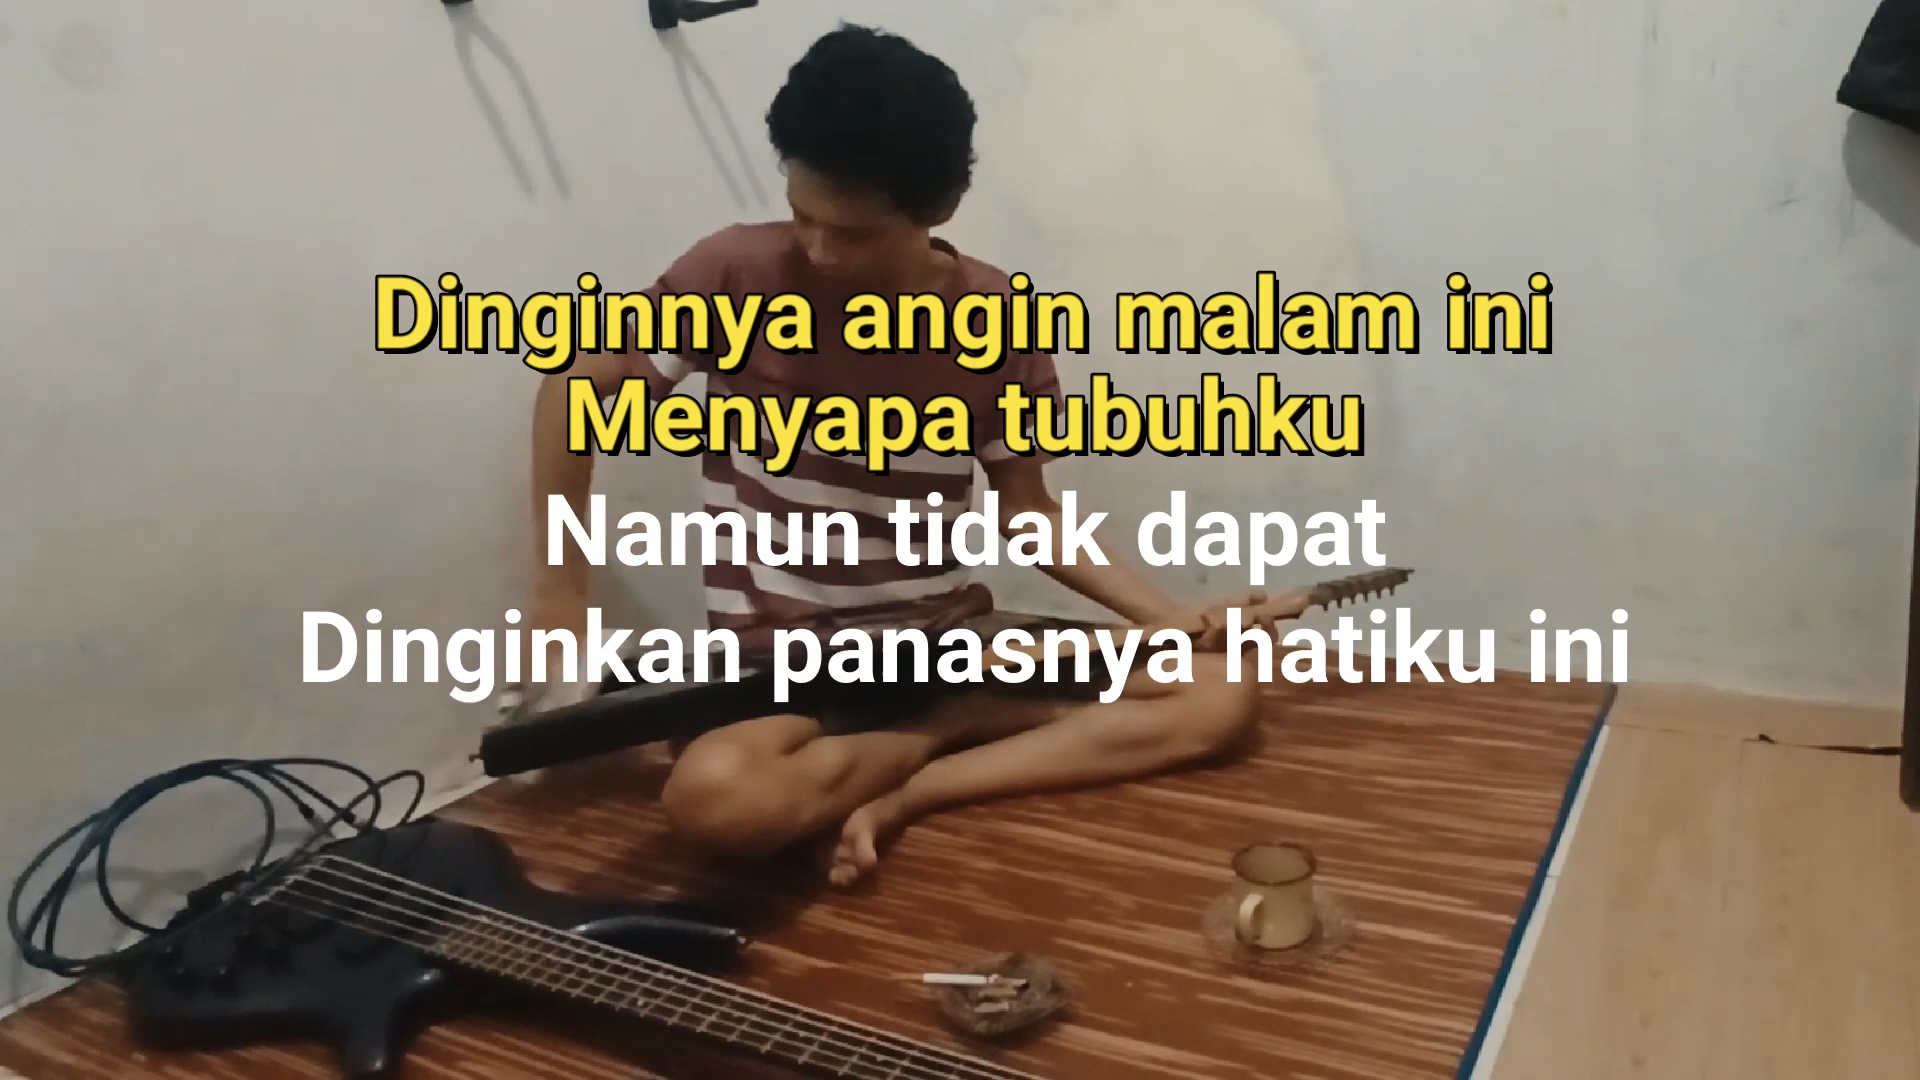 Dinginnya angin malam ini
Menyapa tubuhku
Namun tidak dapat
Dinginkan panasnya hatiku ini